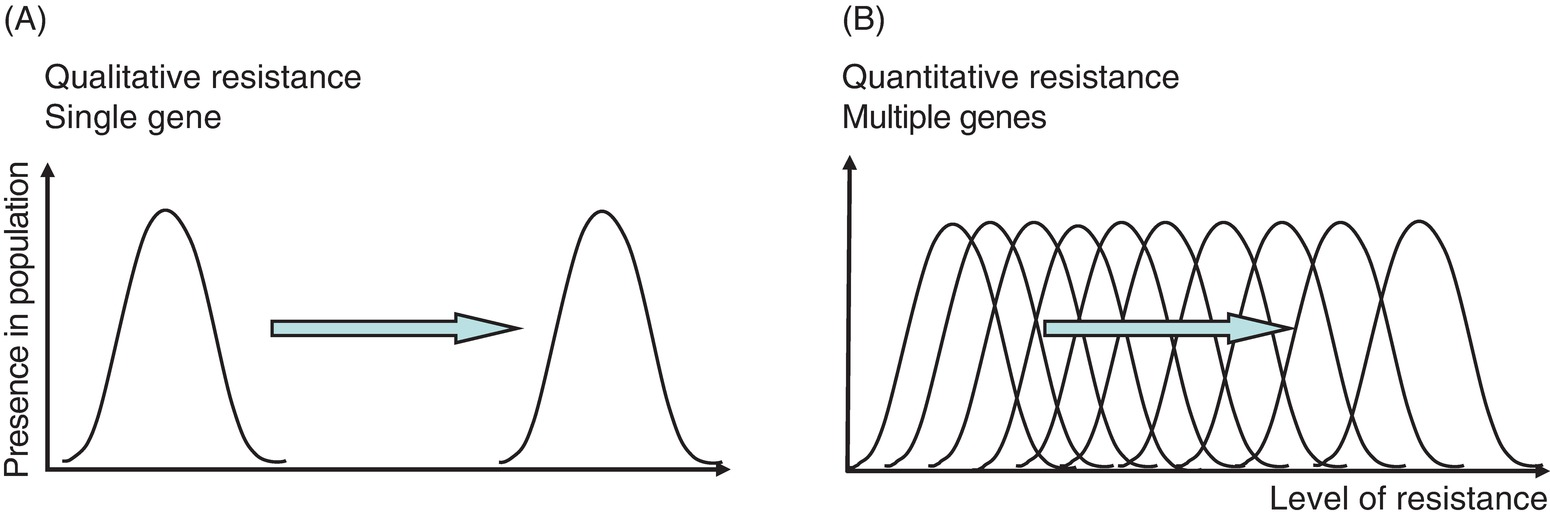 (A)
Qualitative resistance
Single gene
Presence in population
(B)
Quantitative resistance
Multiple genes
Level of resistance